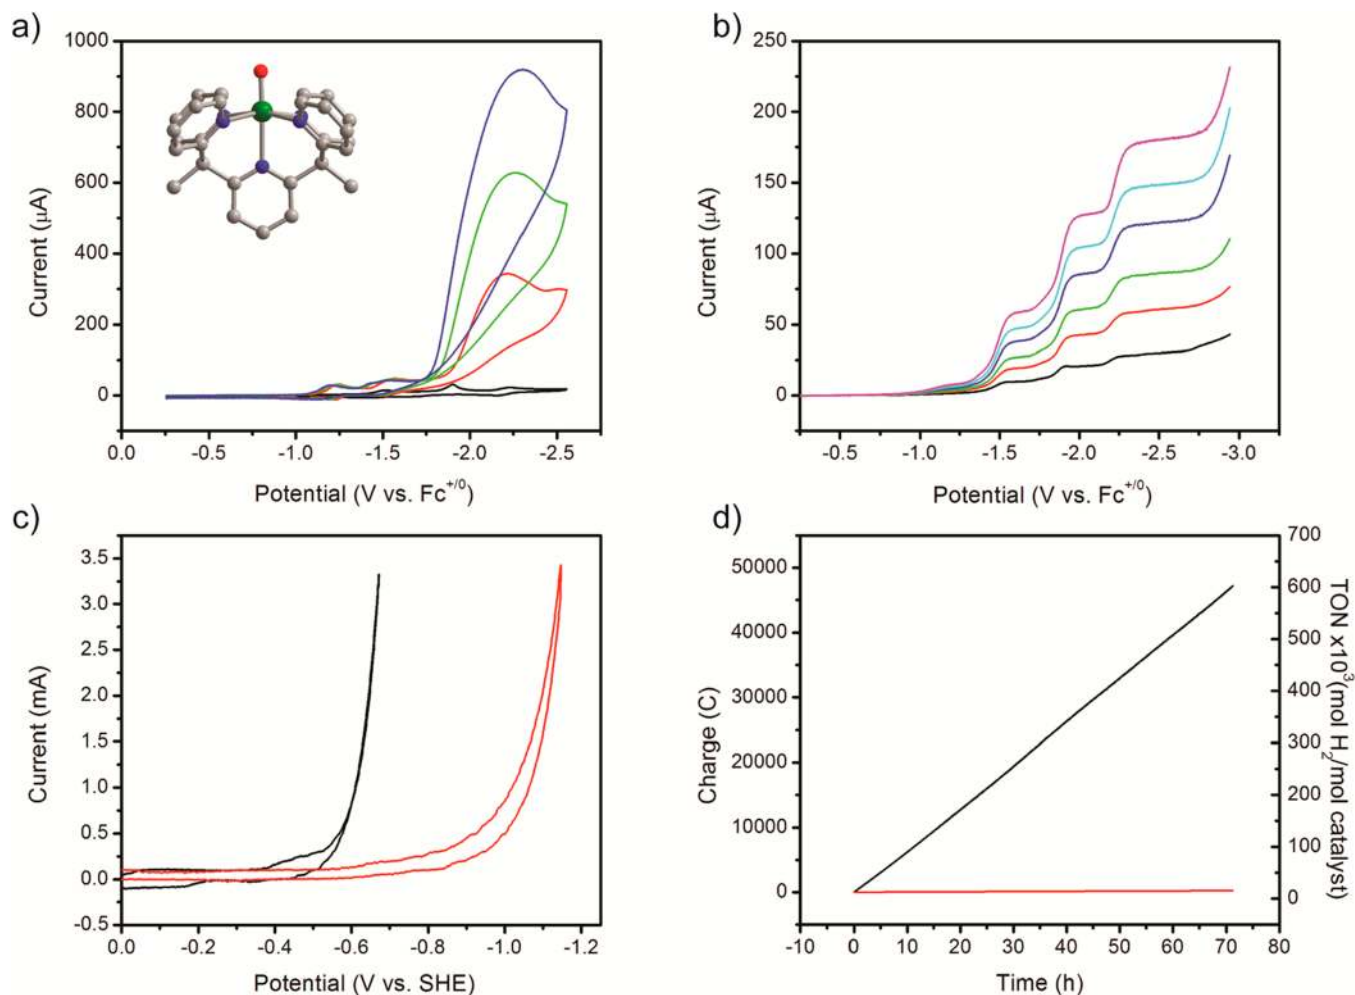 a)
1000
800
600
400
200
0
Current (μA)
0.0 -0.5 -1.0 -1.5 -2.0 -2.5
Potential (V vs. Fc+/0)
b)
250
200
150
100
50
0
Current (μA)
-0.5 -1.0 -1.5 -2.0 -2.5 -3.0
Potential (V vs. Fc+/0)
c)
3.5
3.0
2.5
2.0
1.5
1.0
0.5
0.0
-0.5
Current (mA)
0.0 -0.2 -0.4 -0.6 -0.8 -1.0 -1.2
Potential (V vs. SHE)
d)
50000
40000
30000
20000
10000
0
Charge (C)
-10 0 10 20 30 40 50 60 70 80
Time (h)
700
600
500
400
300
200
100
0
TON x10³(mol H₂/mol catalyst)